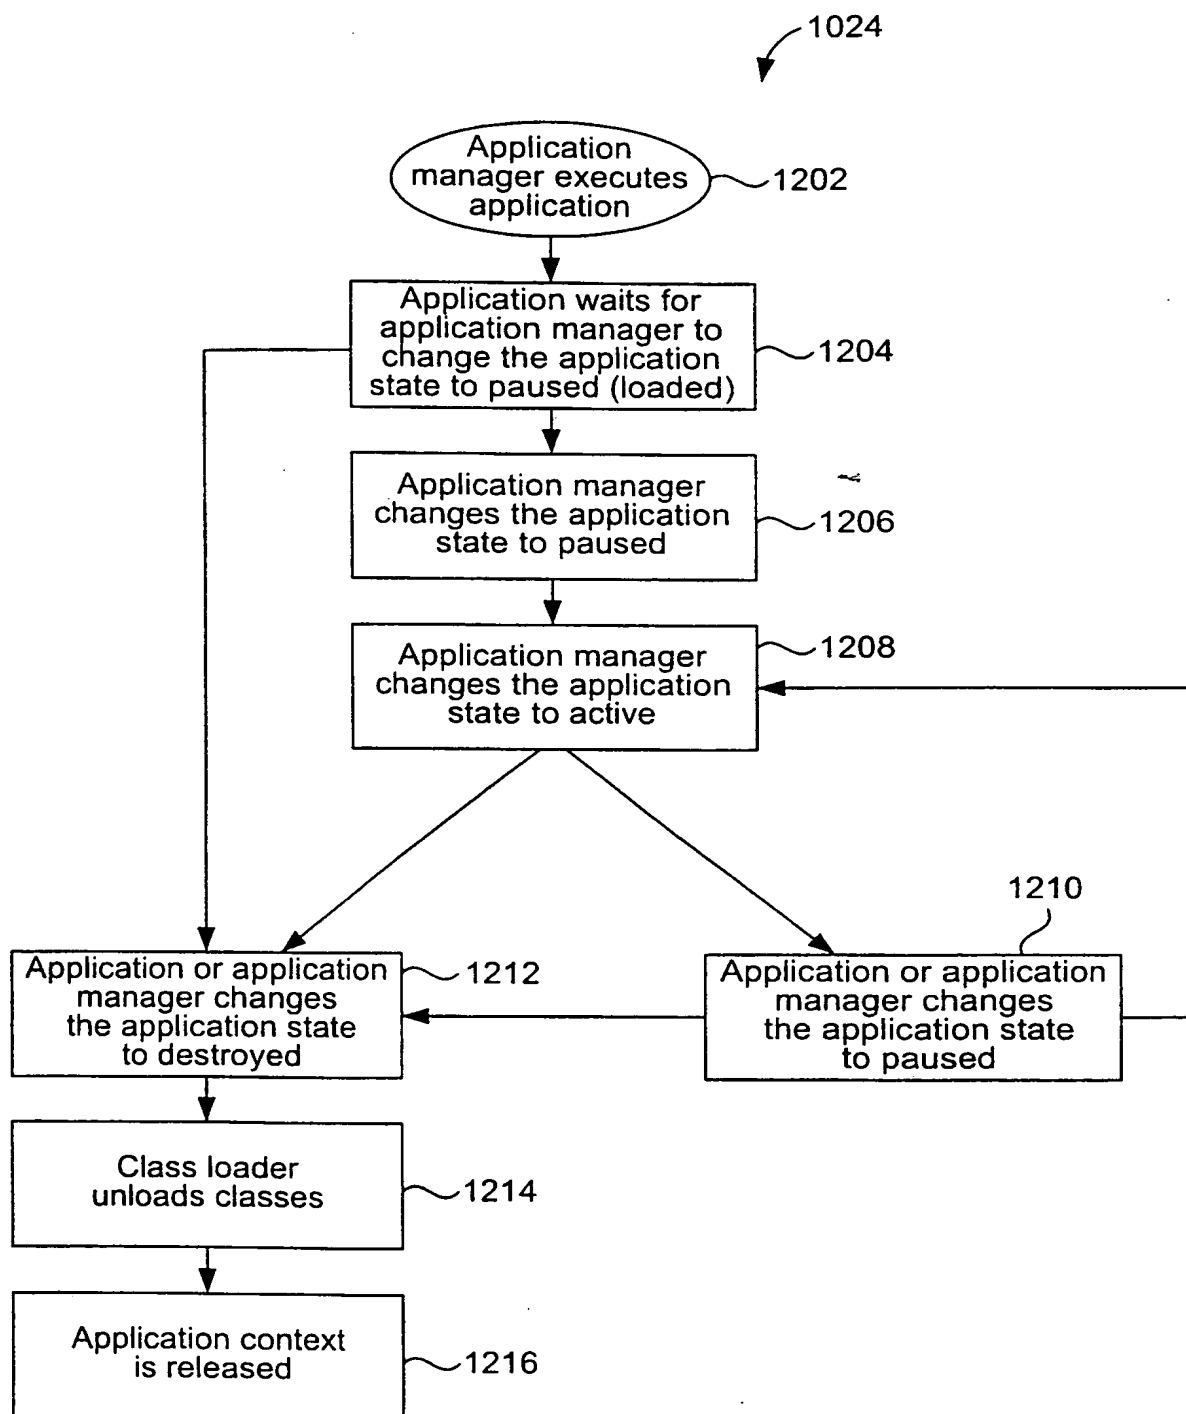 1024
Application
manager executes
application
1202
Application waits for
application manager to
change the application
state to paused (loaded)
1204
Application manager
changes the application
state to paused
1206
Application manager
changes the application
state to active
1208
1210
Application or application
manager changes
the application state
to destroyed
1212
Application or application
manager changes
the application state
to paused
Class loader
unloads classes
1214
Application context
is released
1216